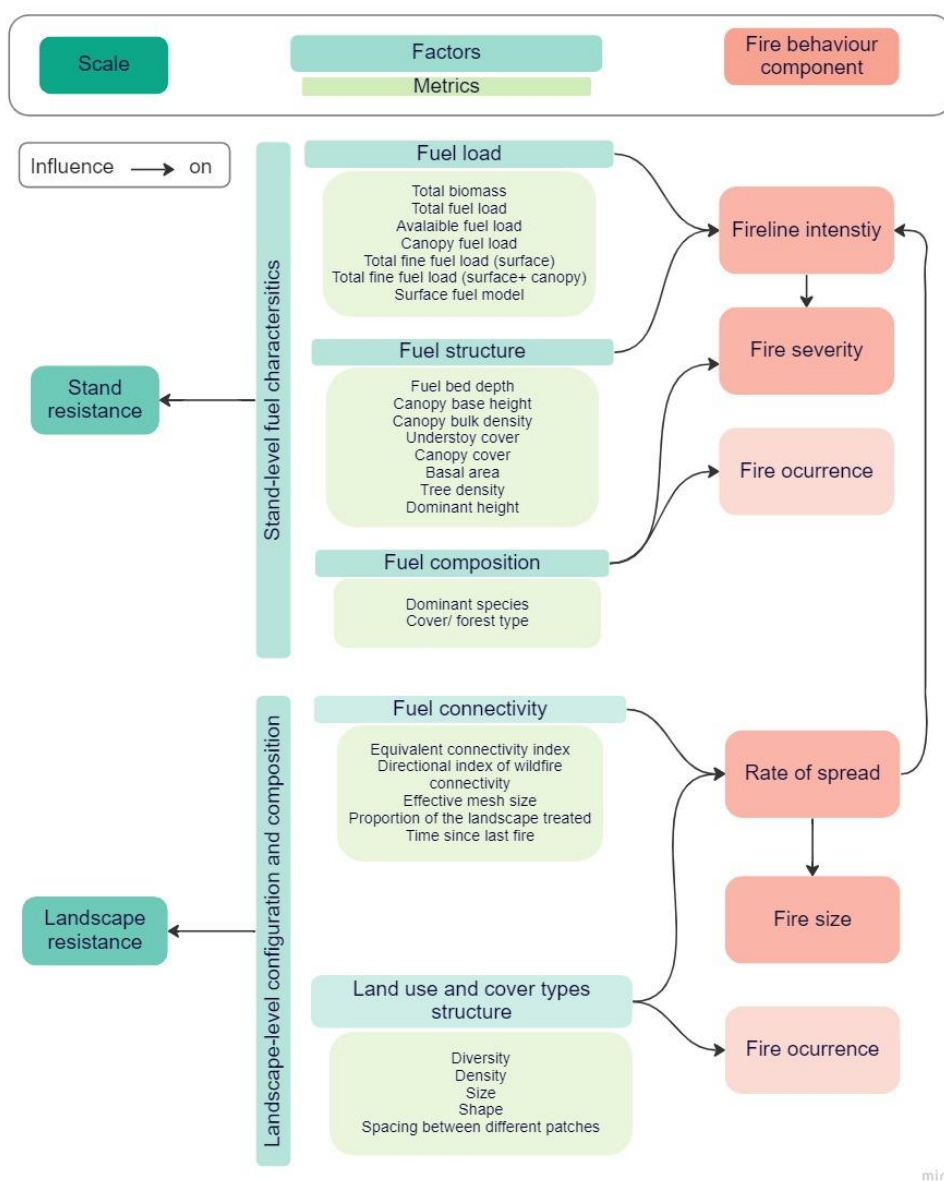 Scale
Factors
Metrics
Fire behaviour
component
Influence on
Stand-level fuel charactersitics
Stand
resistance
Fuel load
Total biomass
Total fuel load
Avalaible fuel load
Canopy fuel load
Total fine fuel load (surface)
Total fine fuel load (surface+ canopy)
Surface fuel model
Fuel structure
Fuel bed depth
Canopy base height
Canopy bulk density
Understoy cover
Canopy cover
Basal area
Tree density
Dominant height
Fuel composition
Dominant species
Cover/ forest type
Fireline intenstiy
Fire severity
Fire ocurrence
Landscape-level configuration and composition
Landscape
resistance
Fuel connectivity
Equivalent connectivity index
Directional index of wildfire
connectivity
Effective mesh size
Proportion of the landscape treated
Time since last fire
Land use and cover types
structure
Diversity
Density
Size
Shape
Spacing between different patches
Rate of spread
Fire size
Fire ocurrence